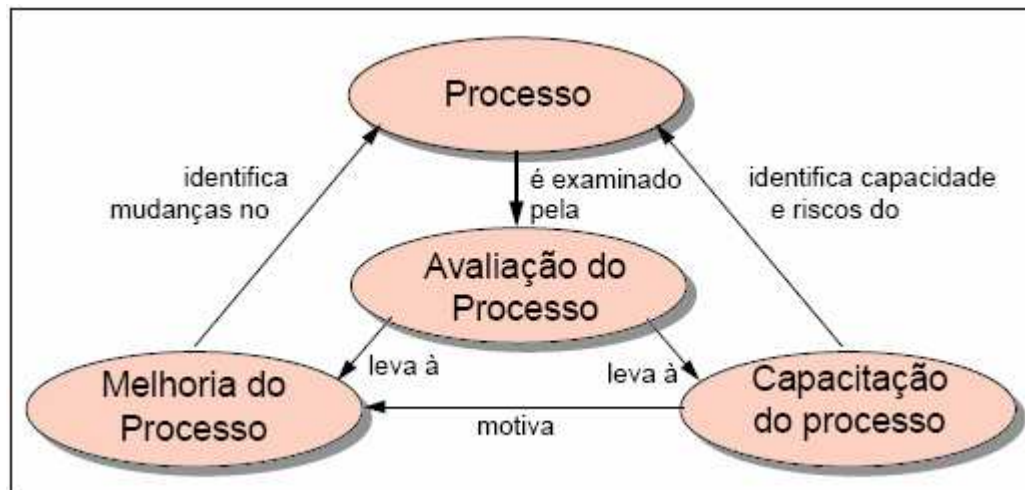 Processo
identifica
mudanças no
é examinado
pela
identifica capacidade
e riscos do
Avaliação do
Processo
leva à
leva à
Melhoria do
Processo
motiva
Capacitação
do processo